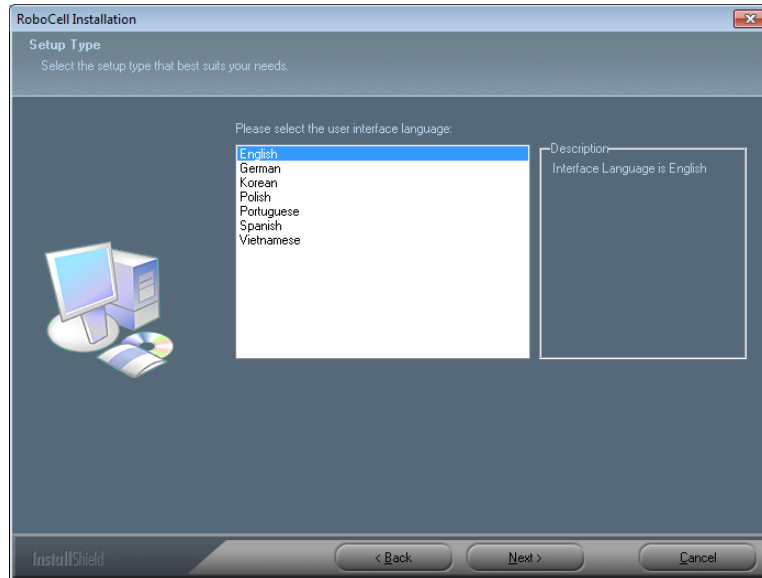 RoboCell Installation
Setup Type
Select the setup type that best suits your needs.
Please select the user interface language:
English
German
Korean
Polish
Portuguese
Spanish
Vietnamese
Description
Interface Language is English
InstallShield
< Back
Next >
Cancel